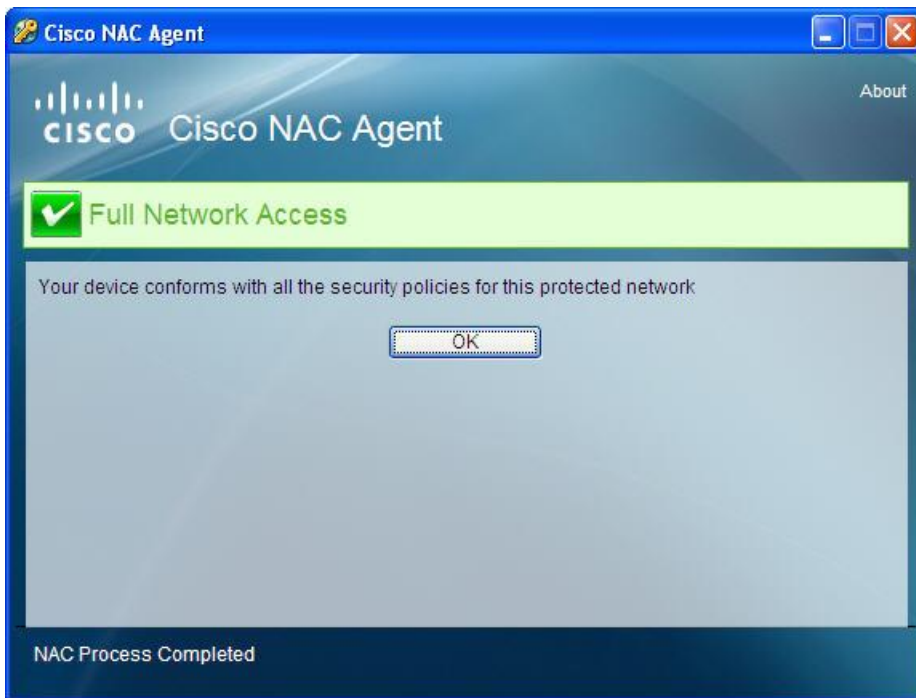 Cisco NAC Agent
About
CISCO Cisco NAC Agent
Full Network Access
Your device conforms with all the security policies for this protected network
OK
NAC Process Completed